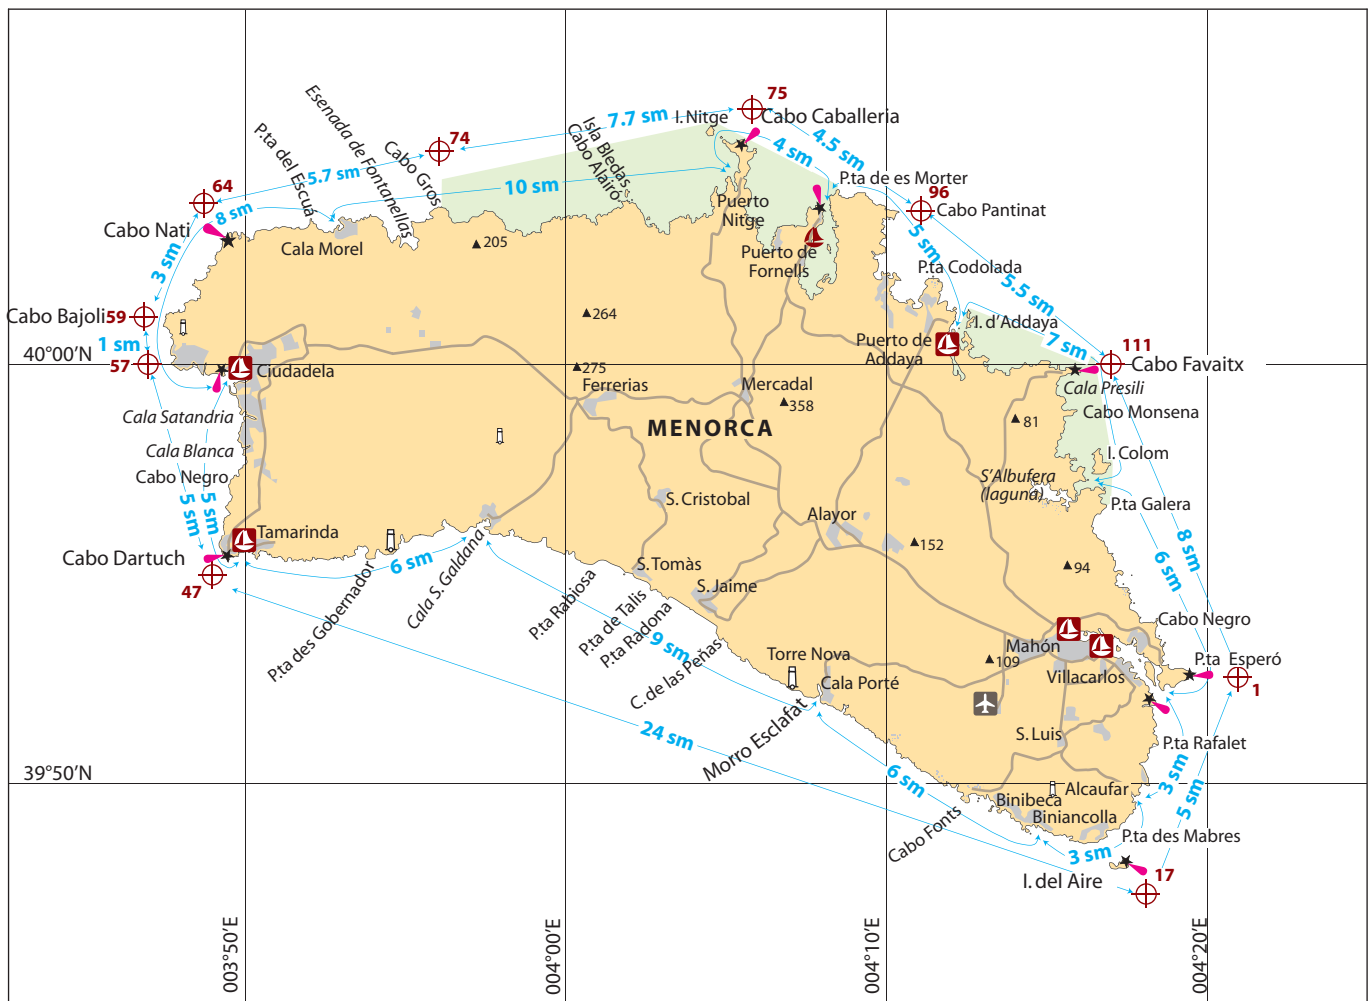 75
I. Nitge
Cabo Caballeria
7.7 sm
4.5 sm
4 sm
74
Esenada de Fontanellas
P.ta del Escuá
Cabo Gros
Isla Bledas
Cabo Alairó
5.7 sm
10 sm
64
8 sm
P.ta de es Morter
96
Cabo Pantinat
Cabo Nati
Cala Morel
205
Puerto
Nitge
Puerto de
Fornells
5 sm
P.ta Codolada
3 sm
5.5 sm
Cabo Bajoli
59
264
I. d'Addaya
1 sm
7 sm
111
40°00'N
57
Puerto de
Addaya
Cabo Favaitx
Ciudadela
275
Ferrerias
Mercadal
Cala Presili
358
Cabo Monsena
Cala Satandria
MENORCA
81
Cala Blanca
I. Colom
Cabo Negro
S'Albufera
(laguna)
S. Cristobal
P.ta Galera
5 sm
5 sm
Alayor
Tamarinda
152
8 sm
Cabo Dartuch
6 sm
S. Tomàs
94
6 sm
47
Cala S. Galdana
S. Jaime
P.ta des Gobernador
P.ta Rabiosa
P.ta de Talis
P.ta Radona
9 sm
C. de las Peñas
Cabo Negro
Mahón
Torre Nova
109
P.ta Esperó
Villacarlos
1
Cala Porté
Morro Esclafat
24 sm
S. Luis
P.ta Rafalet
39°50'N
6 sm
3 sm
5 sm
Alcaufar
Binibeca
Biniancolla
Cabo Fonts
P.ta des Mabres
3 sm
17
I. del Aire
003°50'E
004°00'E
004°10'E
004°20'E